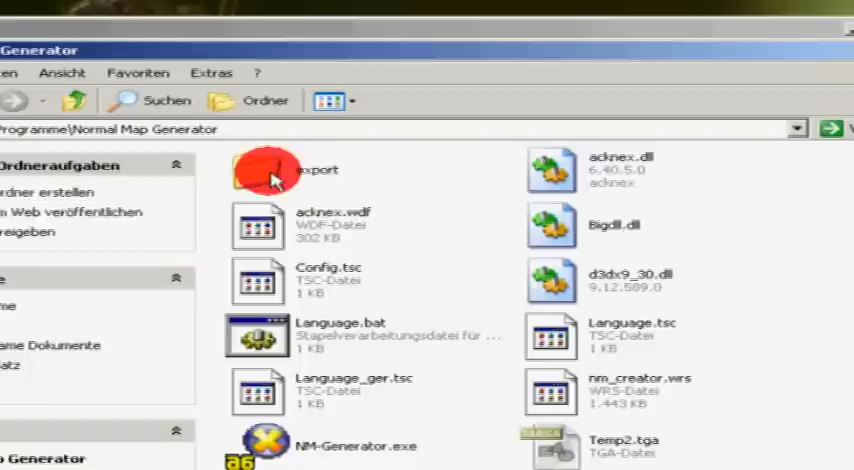 Generator
en Ansicht Favoriten Extras ?
Suchen Ordner
Programme\Normal Map Generator
Ordneraufgaben
rdner erstellen
m Web veröffentlichen
reigeben
e
me
ame Dokumente
atz
p Generator
export
acknex.wdf
WDF-Datei
302 KB
Config.tsc
TSC-Datei
1 KB
Language.bat
Stapelverarbeitungsdatei für ...
1 KB
Language_ger.tsc
TSC-Datei
1 KB
NM-Generator.exe
a6
acknex.dll
6.40.5.0
acknex
Bigdll.dll
d3dx9_30.dll
9.12.589.0
Language.tsc
TSC-Datei
1 KB
nm_creator.wrs
WRS-Datei
1.443 KB
Temp2.tga
TGA-Datei